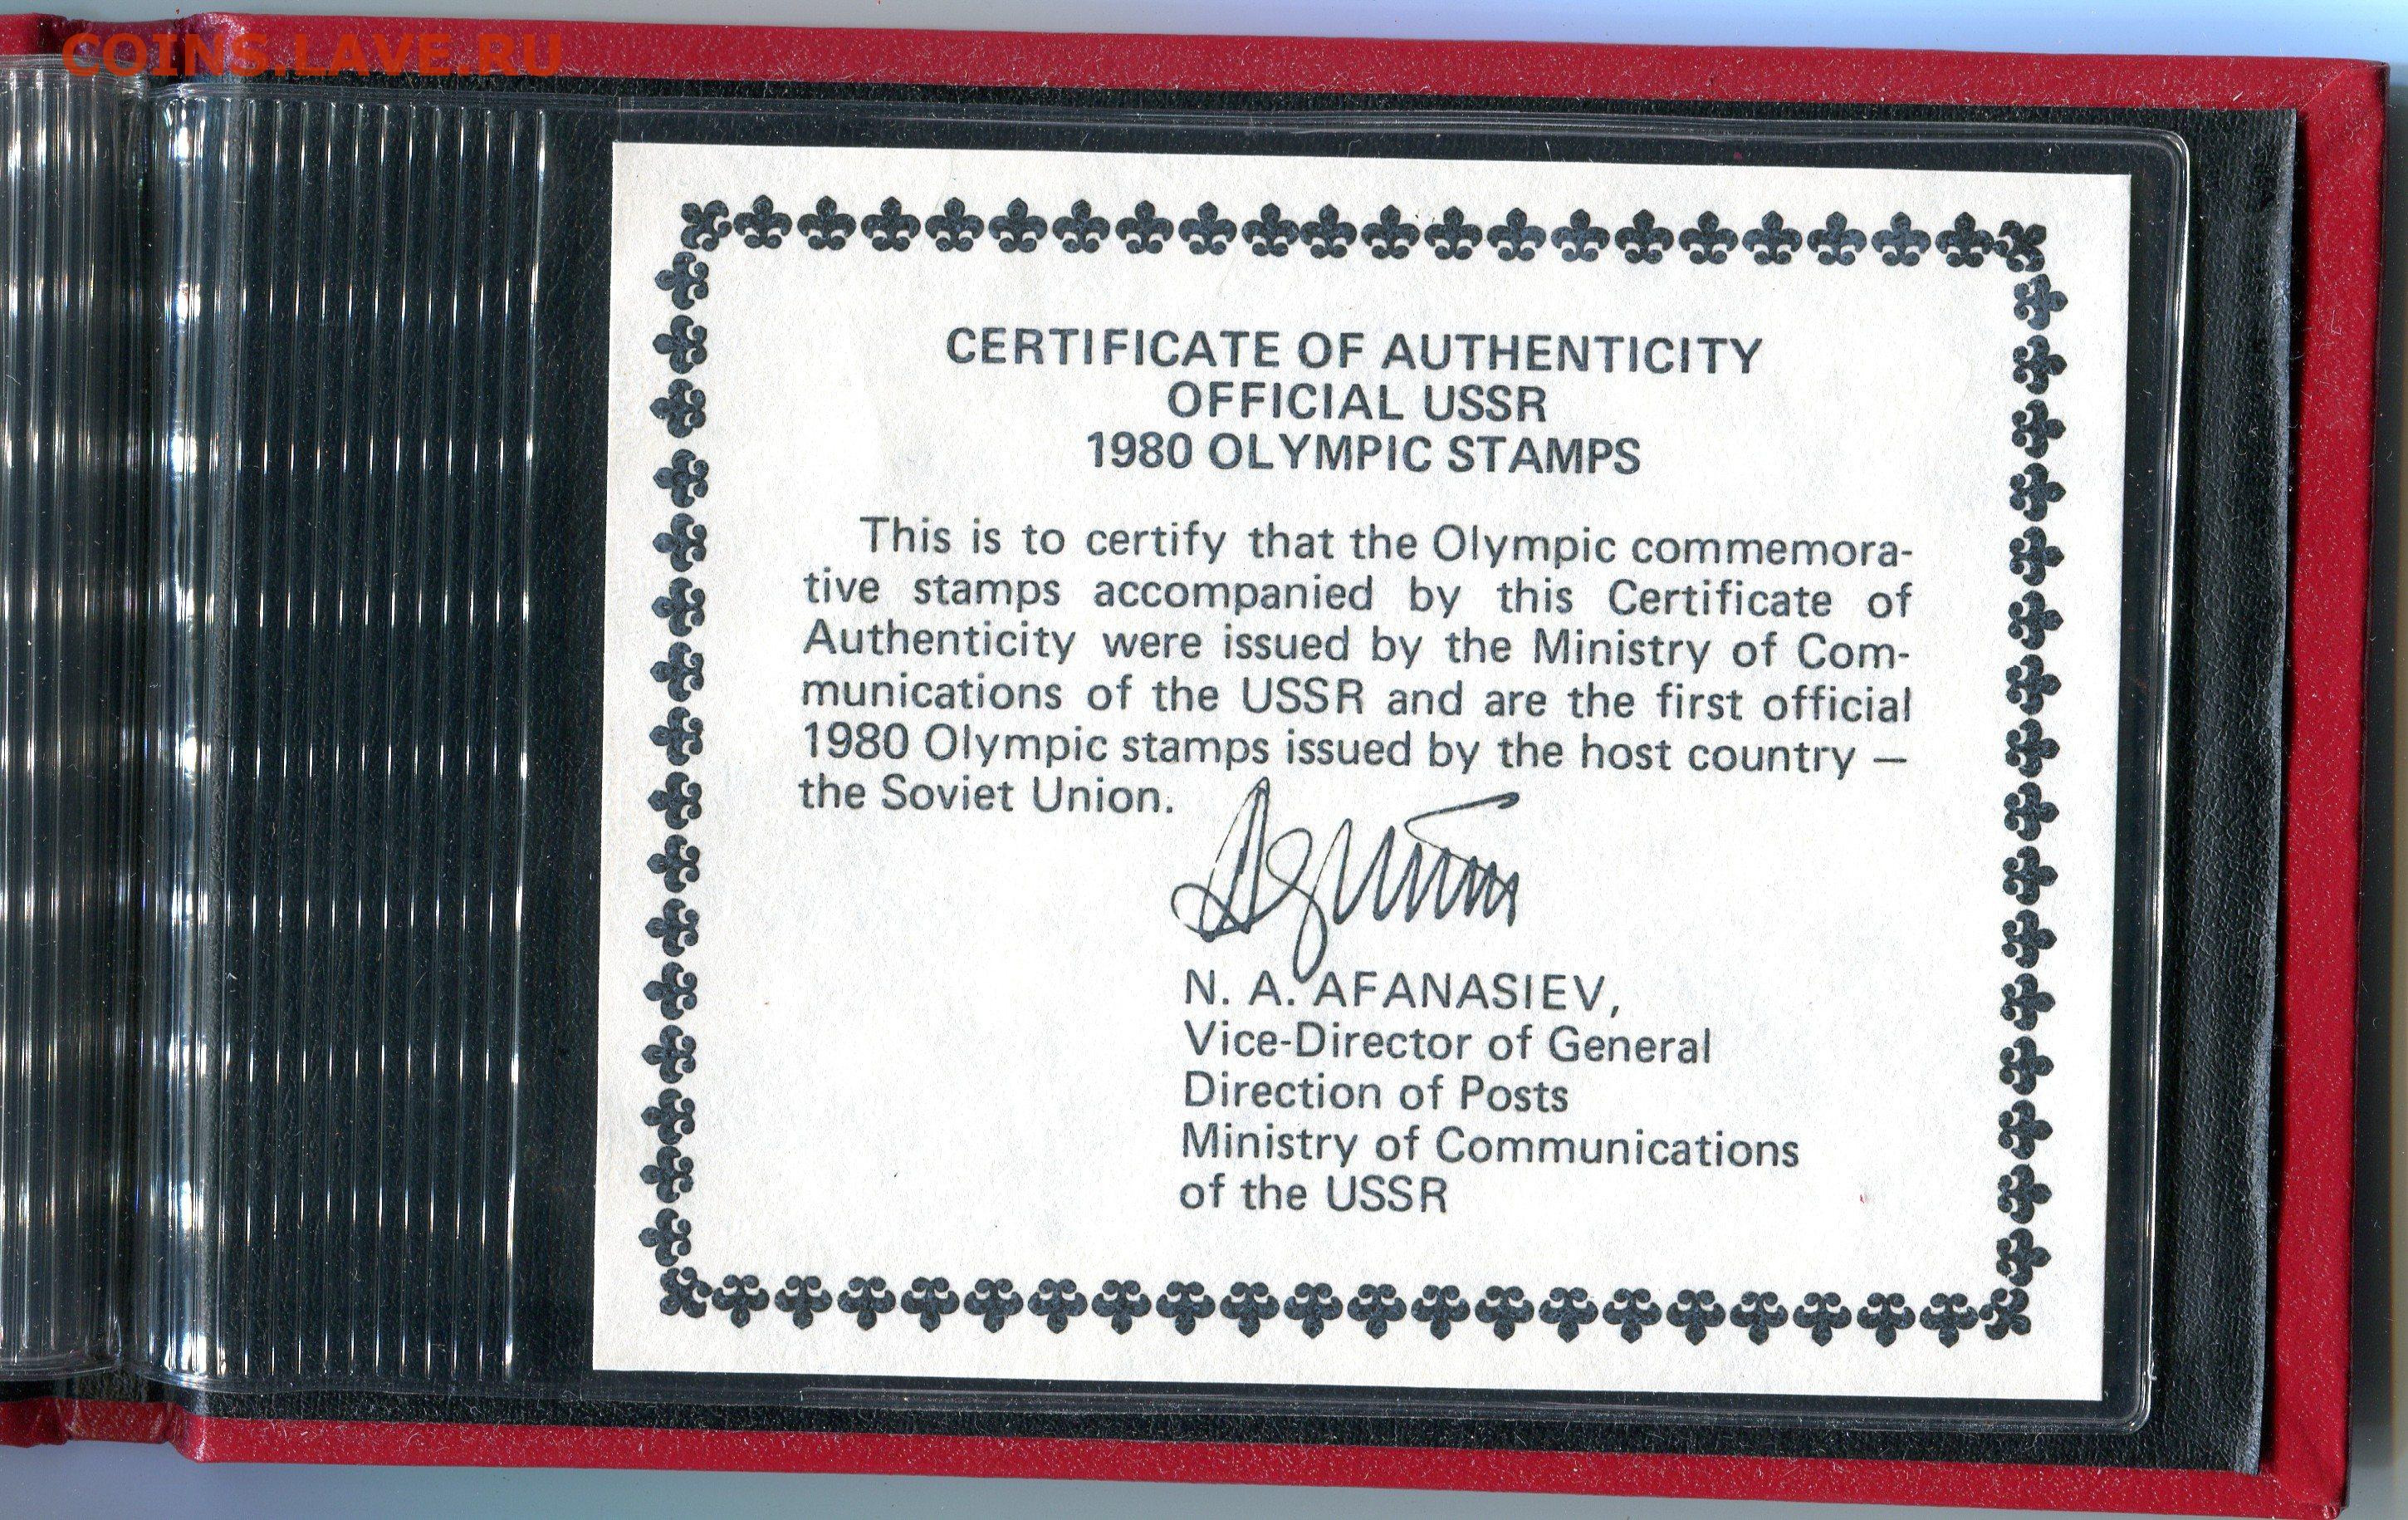 COINS.LAVE.RU
CERTIFICATE OF AUTHENTICITY
OFFICIAL USSR
1980 OLYMPIC STAMPS
This is to certify that the Olympic commemora-
tive stamps accompanied by this Certificate of
Authenticity were issued by the Ministry of Com-
munications of the USSR and are the first official
1980 Olympic stamps issued by the host country —
the Soviet Union.
N. A. AFANASIEV,
Vice-Director of General
Direction of Posts
Ministry of Communications
of the USSR